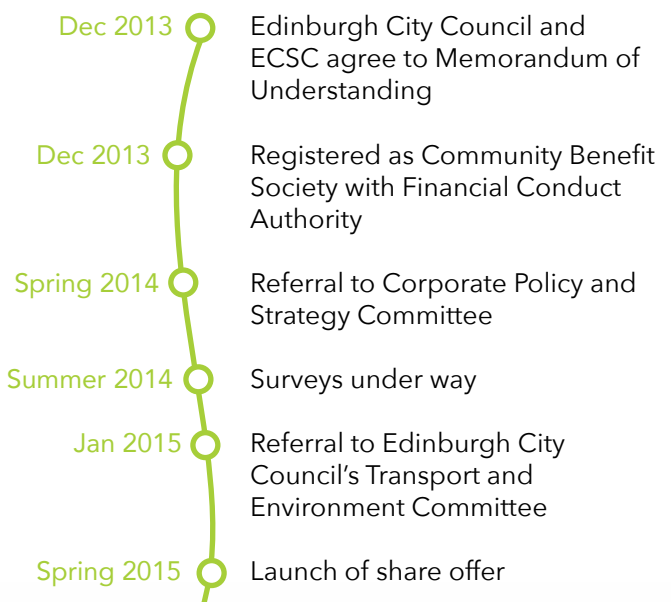 Dec 2013
Edinburgh City Council and
ECSC agree to Memorandum of
Understanding
Dec 2013
Registered as Community Benefit
Society with Financial Conduct
Authority
Spring 2014
Referral to Corporate Policy and
Strategy Committee
Summer 2014
Surveys under way
Jan 2015
Referral to Edinburgh City
Council’s Transport and
Environment Committee
Spring 2015
Launch of share offer